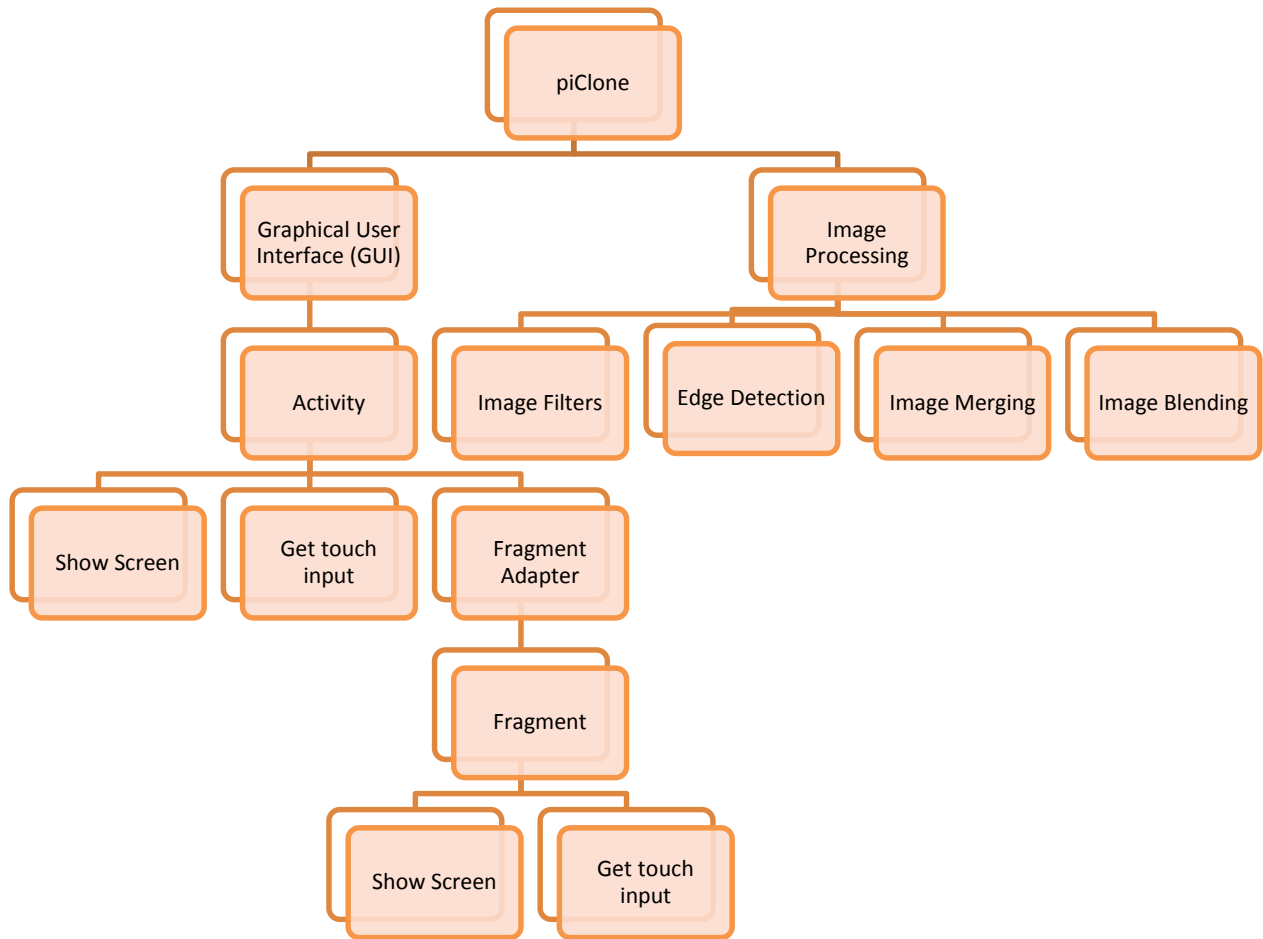 piClone
Graphical User
Interface (GUI)
Image
Processing
Activity
Image Filters
Edge Detection
Image Merging
Image Blending
Show Screen
Get touch
input
Fragment
Adapter
Fragment
Show Screen
Get touch
input